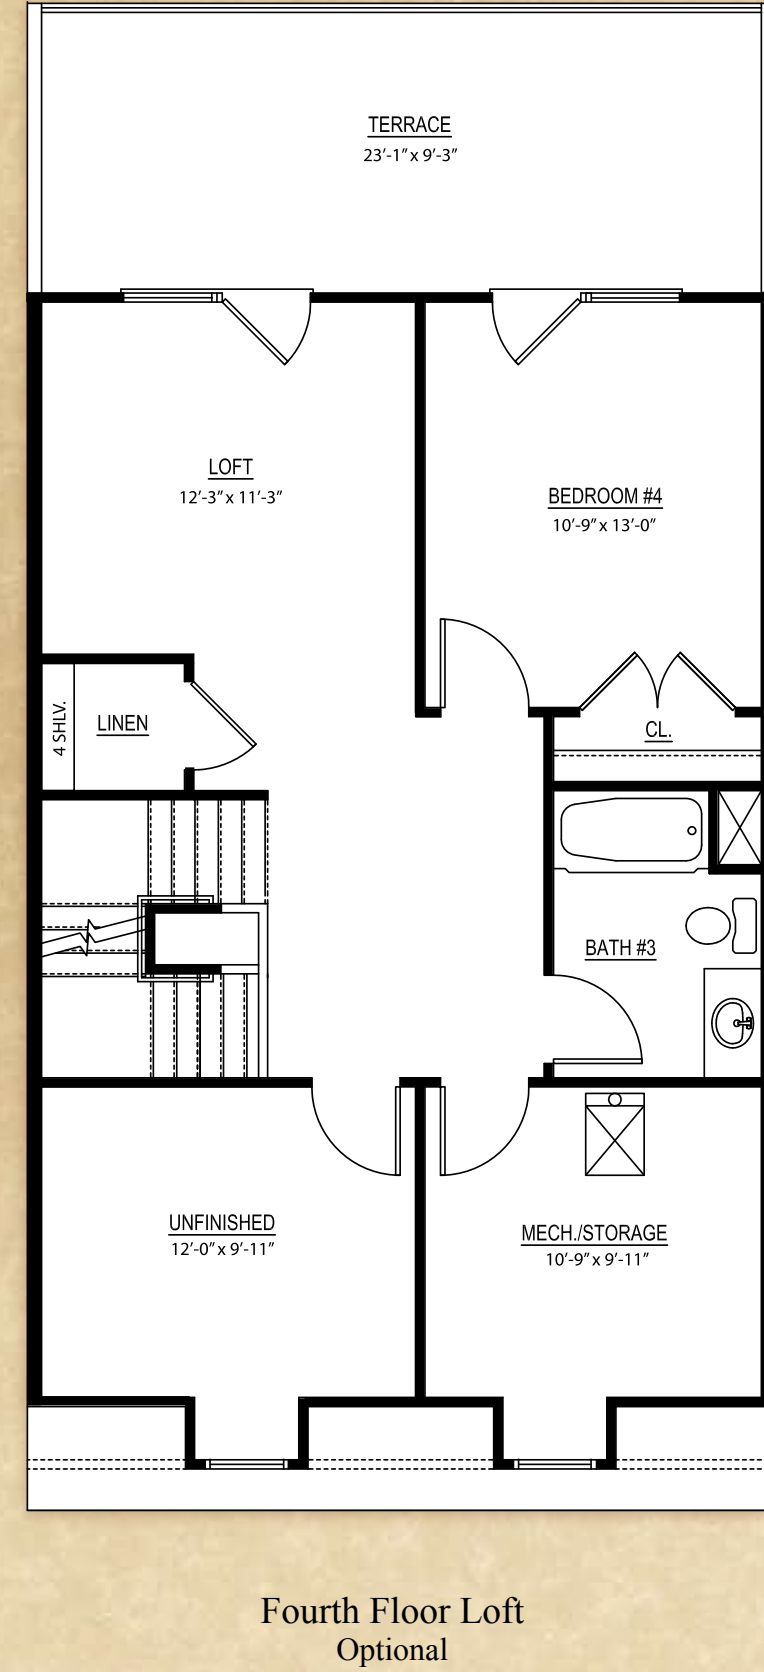 TERRACE
23'-1" x 9'-3"
LOFT
12'-3" x 11'-3"
BEDROOM #4
10'-9" x 13'-0"
4 SHLV.
LINEN
CL.
BATH #3
UNFINISHED
12'-0" x 9'-11"
MECH./STORAGE
10'-9" x 9'-11"
Fourth Floor Loft
Optional